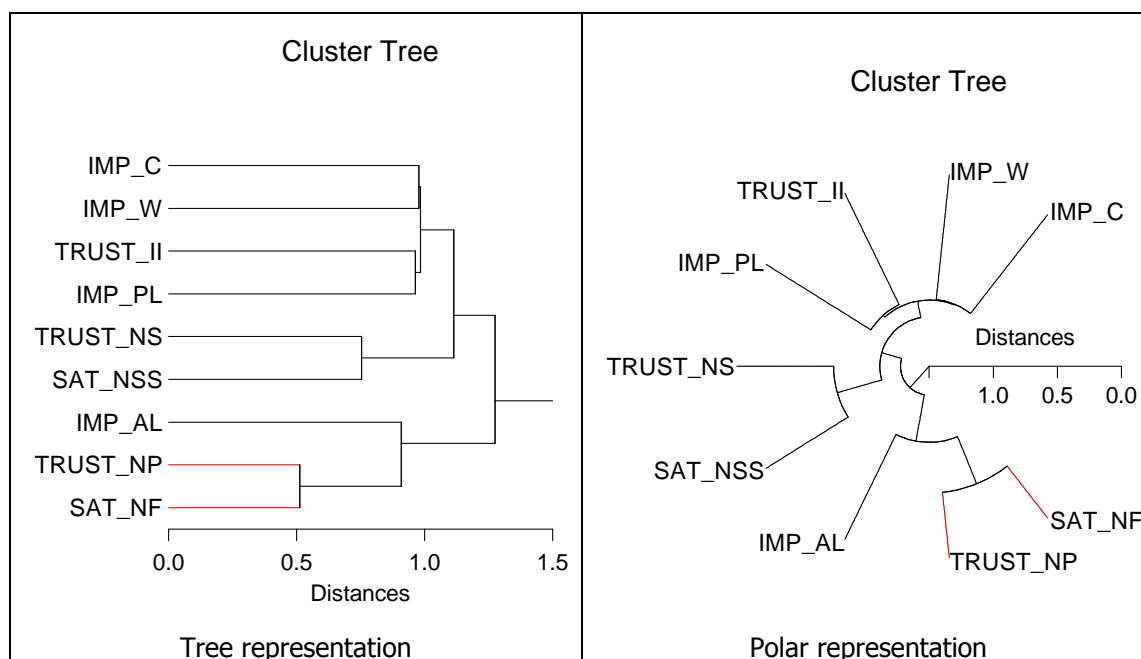 Cluster Tree
IMP_C
IMP_W
TRUST_II
IMP_PL
TRUST_NS
SAT_NSS
IMP_AL
TRUST_NP
SAT_NF
0.0 0.5 1.0 1.5
Distances
Tree representation
Cluster Tree
IMP_W
TRUST_II
IMP_C
IMP_PL
Distances
TRUST_NS
1.0 0.5 0.0
SAT_NSS
SAT_NF
IMP_AL
TRUST_NP
Polar representation